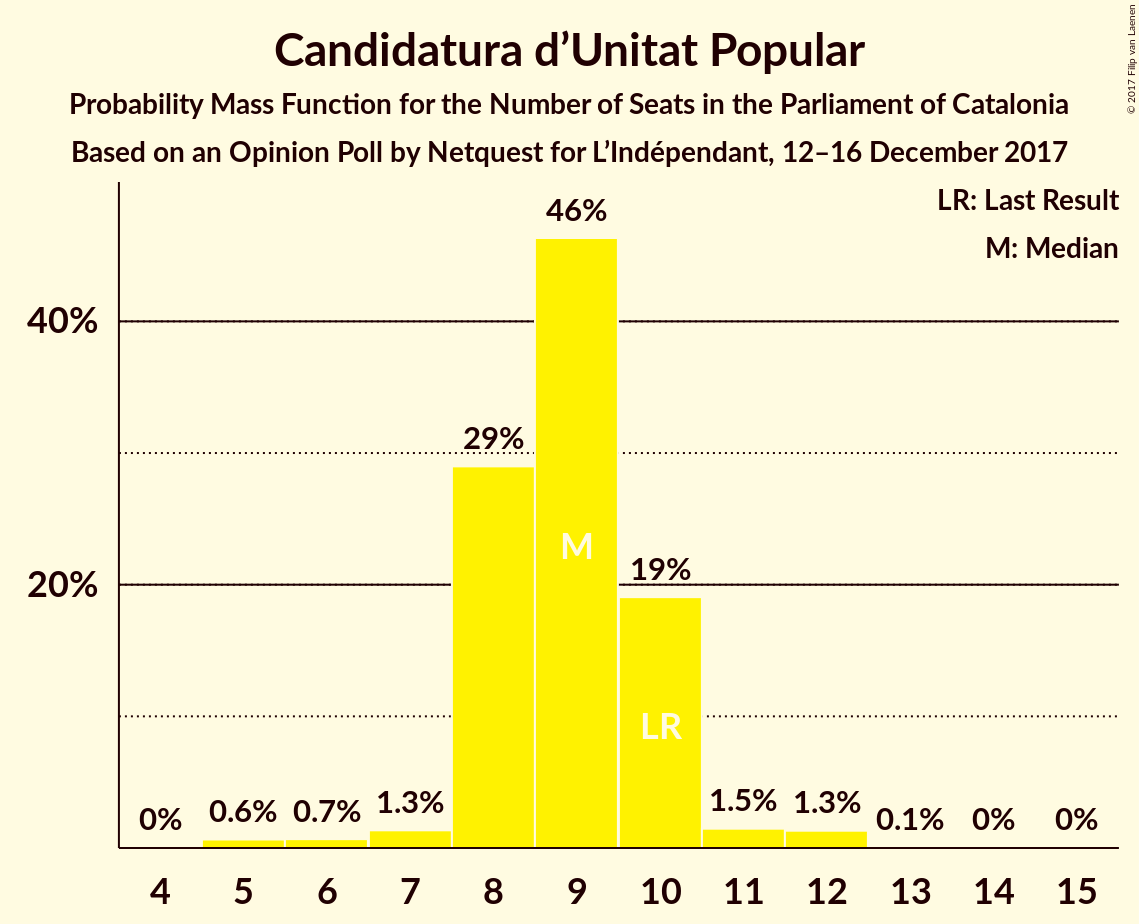 Candidatura d’Unitat Popular
Probability Mass Function for the Number of Seats in the Parliament of Catalonia
Based on an Opinion Poll by Netquest for L’Indépendant, 12–16 December 2017
© 2017 Filip van Laenen
LR: Last Result
M: Median
46%
40%
29%
M
19%
20%
LR
0% 0.6% 0.7% 1.3% 1.5% 1.3% 0.1% 0% 0%
4 5 6 7 8 9 10 11 12 13 14 15